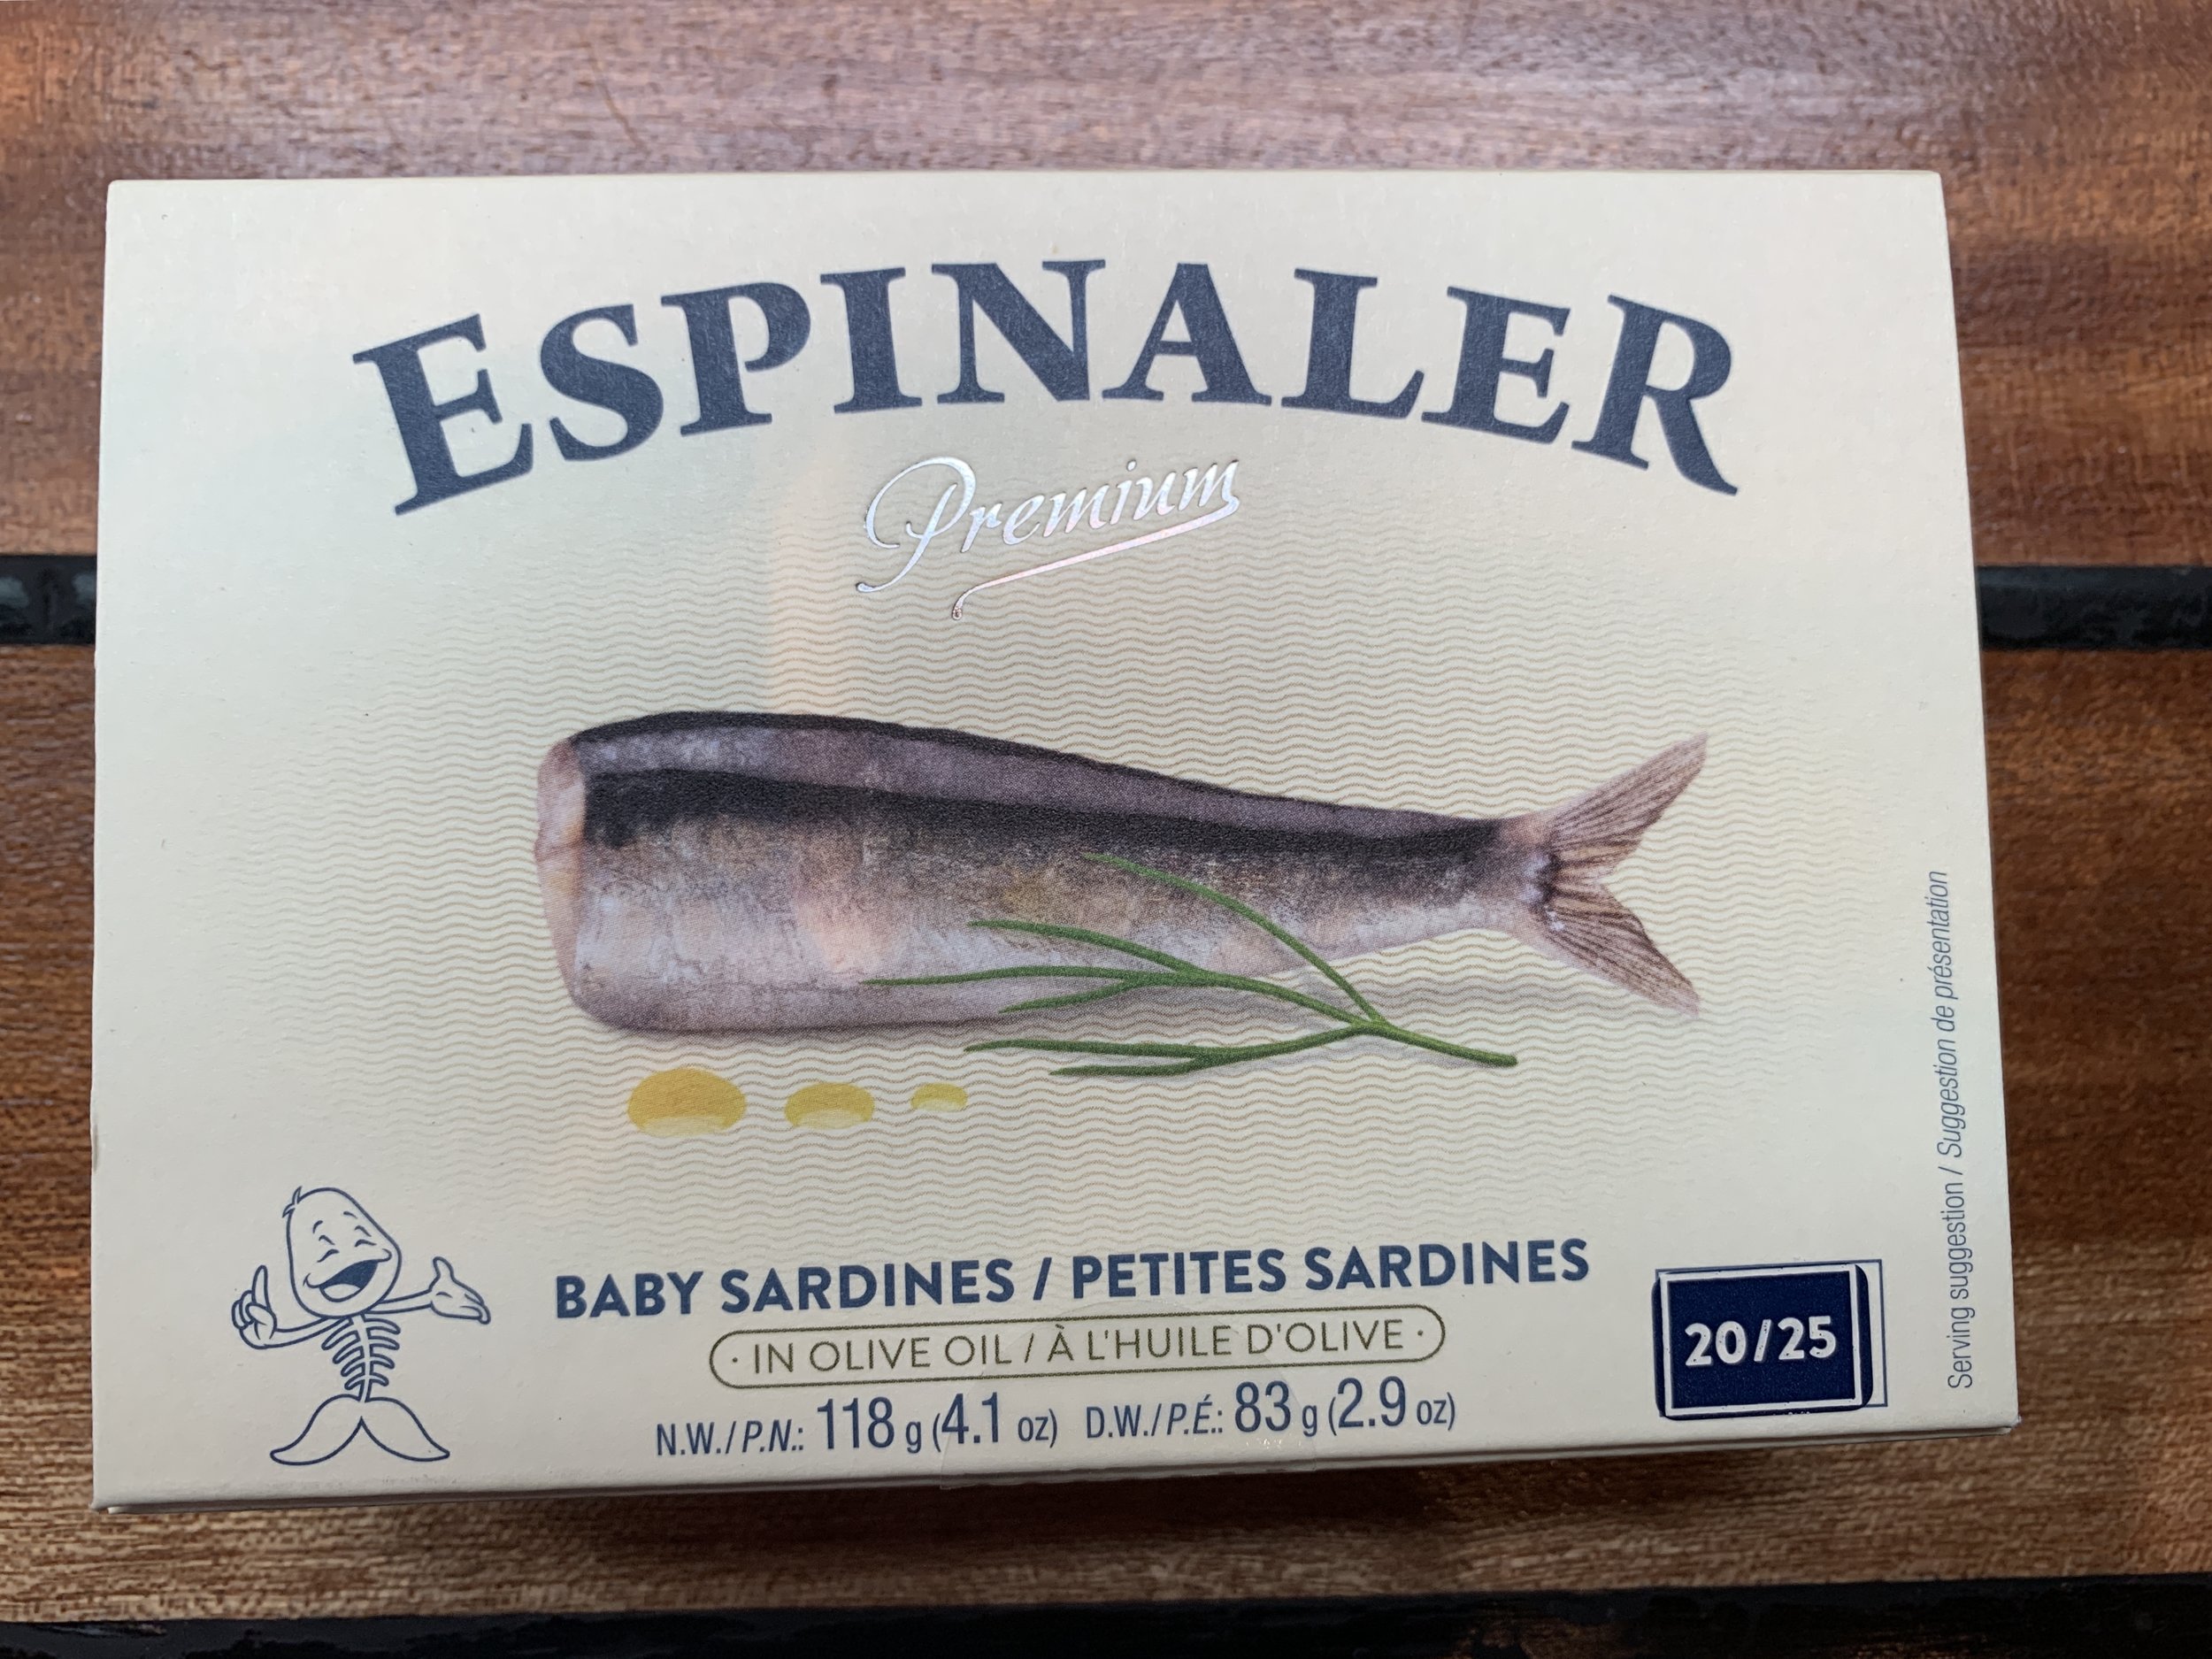 ESPINALER
Premium
BABY SARDINES / PETITES SARDINES
· IN OLIVE OIL / À L'HUILE D'OLIVE ·
N.W./P.N.: 118 g (4.1 oz) D.W./P.É.: 83 g (2.9 oz)
20/25
Serving suggestion / Suggestion de présentation